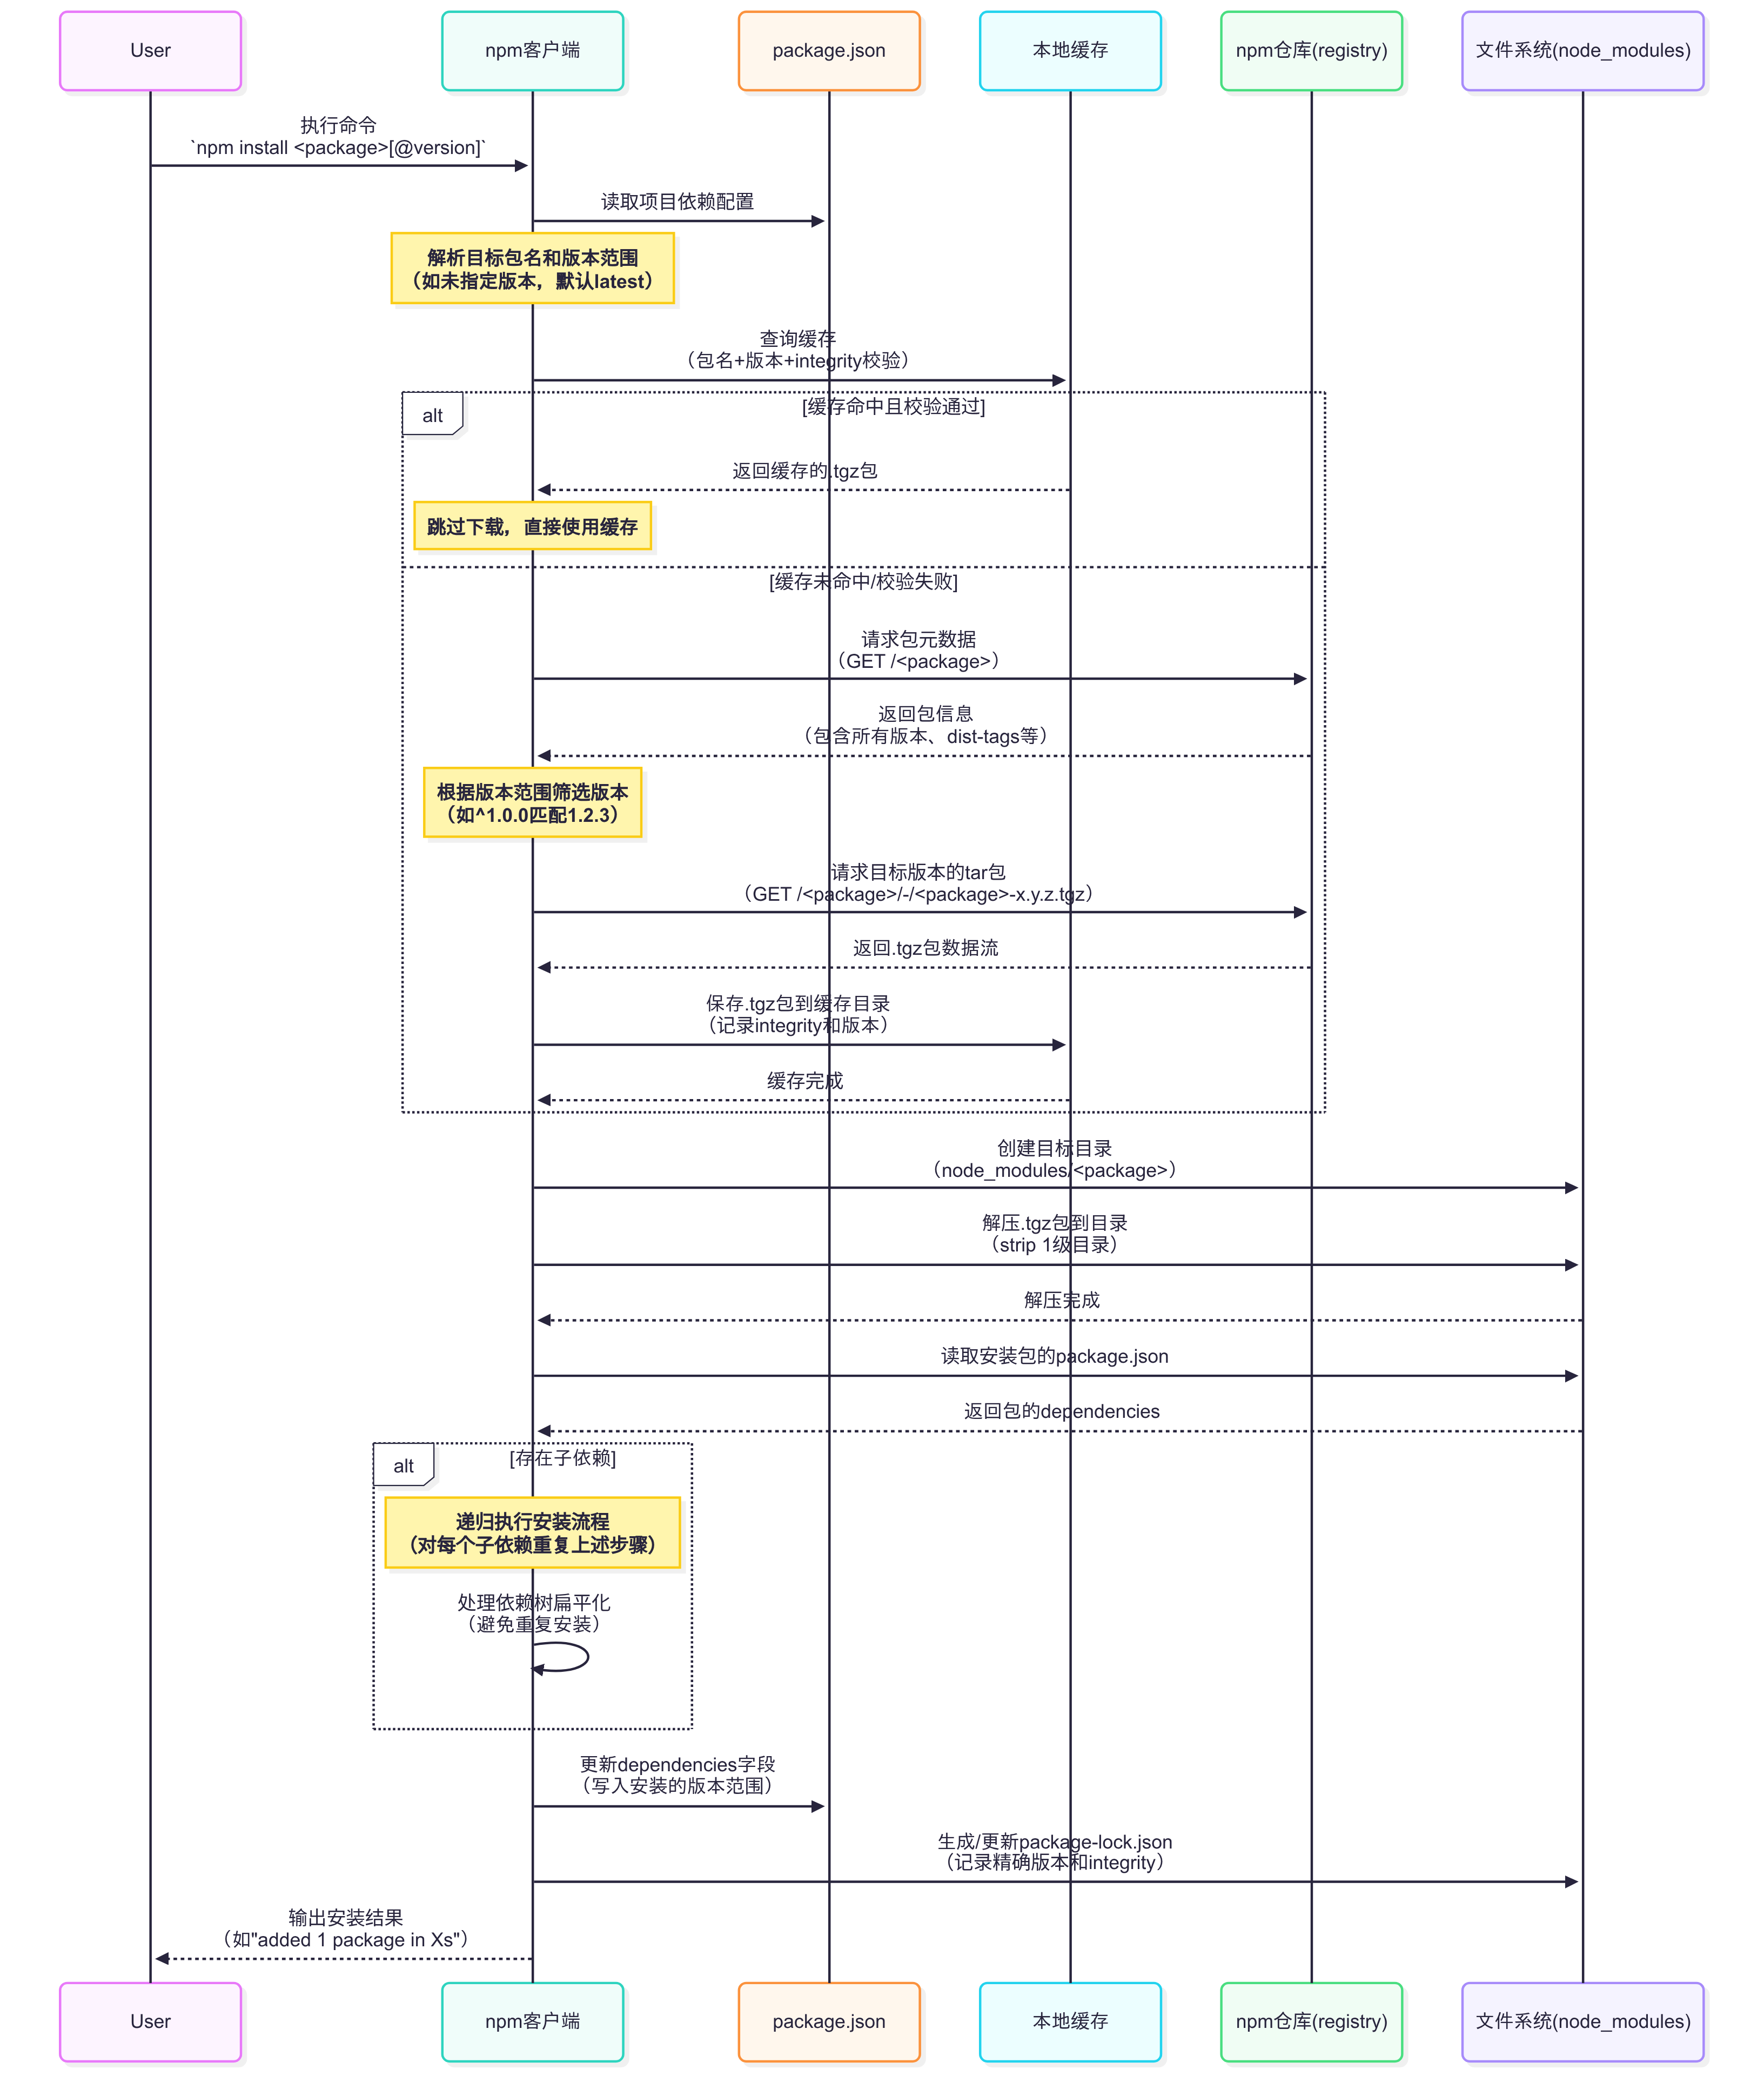 User
npm客户端
package.json
本地缓存
npm仓库(registry)
文件系统(node_modules)
执行命令
`npm install <package>[@version]`
读取项目依赖配置
解析目标包名和版本范围
（如未指定版本，默认latest）
查询缓存
（包名+版本+integrity校验）
alt
[缓存命中且校验通过]
返回缓存的.tgz包
跳过下载，直接使用缓存
[缓存未命中/校验失败]
请求包元数据
（GET /<package>）
返回包信息
（包含所有版本、dist-tags等）
根据版本范围筛选版本
（如^1.0.0匹配1.2.3）
请求目标版本的tar包
（GET /<package>/-/<package>-x.y.z.tgz）
返回.tgz包数据流
保存.tgz包到缓存目录
（记录integrity和版本）
缓存完成
创建目标目录
（node_modules/<package>）
解压.tgz包到目录
（strip 1级目录）
解压完成
读取安装包的package.json
返回包的dependencies
alt
[存在子依赖]
递归执行安装流程
（对每个子依赖重复上述步骤）
处理依赖树扁平化
（避免重复安装）
更新dependencies字段
（写入安装的版本范围）
生成/更新package-lock.json
（记录精确版本和integrity）
输出安装结果
（如"added 1 package in Xs"）
User
npm客户端
package.json
本地缓存
npm仓库(registry)
文件系统(node_modules)